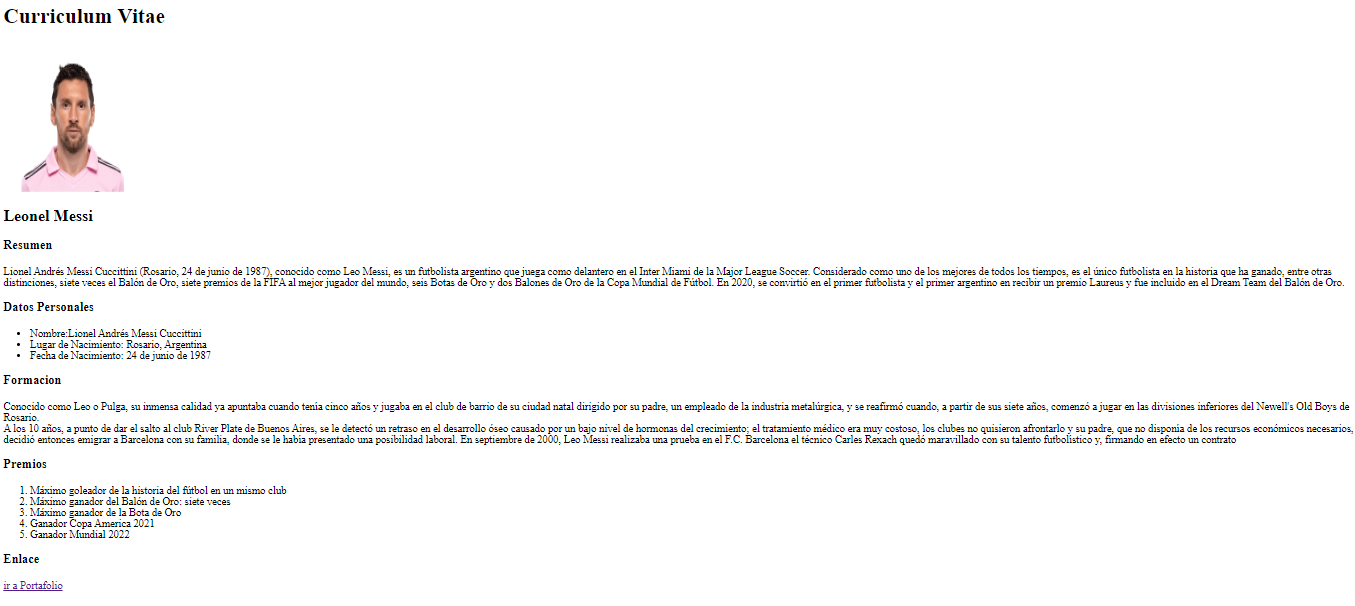 Curriculum Vitae
Leonel Messi
Resumen
Lionel Andrés Messi Cuccittini (Rosario, 24 de junio de 1987), conocido como Leo Messi, es un futbolista argentino que juega como delantero en el Inter Miami de la Major League Soccer. Considerado como uno de los mejores de todos los tiempos, es el único futbolista en la historia que ha ganado, entre otras
distinciones, siete veces el Balón de Oro, siete premios de la FIFA al mejor jugador del mundo, seis Botas de Oro y dos Balones de Oro de la Copa Mundial de Fútbol. En 2020, se convirtió en el primer futbolista y el primer argentino en recibir un premio Laureus y fue incluido en el Dream Team del Balón de Oro.
Datos Personales
• Nombre:Lionel Andrés Messi Cuccittini
• Lugar de Nacimiento: Rosario, Argentina
• Fecha de Nacimiento: 24 de junio de 1987
Formacion
Conocido como Leo o Pulga, su inmensa calidad ya apuntaba cuando tenía cinco años y jugaba en el club de barrio de su ciudad natal dirigido por su padre, un empleado de la industria metalúrgica, y se reafirmó cuando, a partir de sus siete años, comenzó a jugar en las divisiones inferiores del Newell's Old Boys de
Rosario.
A los 10 años, a punto de dar el salto al club River Plate de Buenos Aires, se le detectó un retraso en el desarrollo óseo causado por un bajo nivel de hormonas del crecimiento; el tratamiento médico era muy costoso, los clubes no quisieron afrontarlo y su padre, que no disponía de los recursos económicos necesarios,
decidió entonces emigrar a Barcelona con su familia, donde se le había presentado una posibilidad laboral. En septiembre de 2000, Leo Messi realizaba una prueba en el F.C. Barcelona el técnico Carles Rexach quedó maravillado con su talento futbolístico y, firmando en efecto un contrato
Premios
1. Máximo goleador de la historia del fútbol en un mismo club
2. Máximo ganador del Balón de Oro: siete veces
3. Máximo ganador de la Bota de Oro
4. Ganador Copa America 2021
5. Ganador Mundial 2022
Enlace
ir a Portafolio